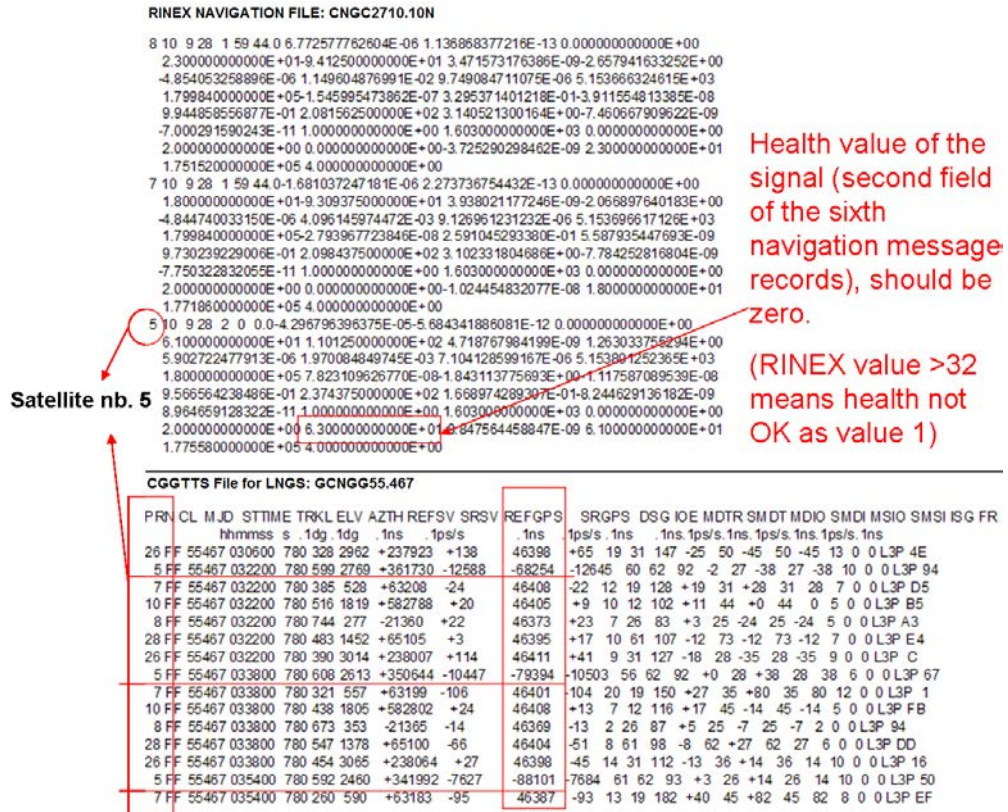 RINEX NAVIGATION FILE: CNGC2710.10N
8 10 9 28 1 59 44.0 6.772577762604E-06 1.136868377216E-13 0.000000000000E+00
2.300000000000E+01-9.412500000000E+01 3.471573176386E-09-2.657941633252E+00
-4.854053258896E-06 1.149604876991E-02 9.749084711075E-06 5.153666324615E+03
1.799840000000E+05-1.545995473862E-07 3.295371401218E-01-3.911554813385E-08
9.944858556877E-01 2.081562500000E+02 3.140521300164E+00-7.460667909622E-09
-7.000291590243E-11 1.000000000000E+00 1.603000000000E+03 0.000000000000E+00
2.000000000000E+00 0.000000000000E+00-3.725290298462E-09 2.300000000000E+01
1.751520000000E+05 4.000000000000E+00
7 10 9 28 1 59 44.0-1.681037247181E-06 2.273736754432E-13 0.000000000000E+00
1.800000000000E+01-9.309375000000E+01 3.938021177246E-09-2.066897640183E+00
-4.844740033150E-06 4.096145974472E-03 9.126961231232E-06 5.153696617126E+03
1.799840000000E+05-2.793967723846E-08 2.591045293380E-01 5.587935447693E-09
9.730239229006E-01 2.098437500000E+02 3.102331804686E+00-7.784252816804E-09
-7.750322832055E-11 1.000000000000E+00 1.603000000000E+03 0.000000000000E+00
2.000000000000E+00 0.000000000000E+00-1.024454832077E-08 1.800000000000E+01
1.771860000000E+05 4.000000000000E+00
5 10 9 28 2 0 0.0-4.296796396375E-05-5.684341886081E-12 0.000000000000E+00
6.100000000000E+01 1.101250000000E+02 4.718767984199E-09 1.263033755294E+00
5.902722477913E-06 1.970084849745E-03 7.104128599167E-06 5.153801252365E+03
1.800000000000E+05 7.823109626770E-08-1.843113775693E+00-1.117587089539E-08
9.566564238486E-01 2.374375000000E+02 1.668974289307E-01-8.244629136182E-09
8.964659128322E-11 1.000000000000E+00 1.603000000000E+03 0.000000000000E+00
2.000000000000E+00 6.300000000000E+01 6.100000000000E+01
1.775580000000E+05 4.000000000000E+00
Health value of the
signal (second field
of the sixth
navigation message
records), should be
zero.
(RINEX value >32
means health not
OK as value 1)
Satellite nb. 5
CGGTTS File for LNGS: GCNGG55.467
PRN CL MJD STTIME TRKL ELV AZTH REFSV SRSV REFGPS SRGPS DSG IOE MDTR SMDT MDIO SMDI MSIO SMSI ISG FR
hhmmss s .1dg .1dg .1ns .1ps/s .1ns .1ps/s .1ns .1ns.1ps/s.1ns.1ps/s.1ns.1ps/s.1ns
26 FF 55467 030600 780 328 2962 +237923 +138 46398 +65 19 31 147 -25 50 -45 50 -45 13 0 0 L3P 4E
5 FF 55467 032200 780 599 2769 +361730 -12588 -68254 -12645 60 62 92 -2 27 -38 27 -38 10 0 0 L3P 94
7 FF 55467 032200 780 385 528 +63208 -24 46408 -22 12 19 128 +19 31 +28 31 28 7 0 0 L3P D5
10 FF 55467 032200 780 516 1819 +582788 +20 46405 +9 10 12 102 +11 44 +0 44 0 5 0 0 L3P B5
8 FF 55467 032200 780 744 277 -21360 +22 46373 +23 7 26 83 +3 25 -24 25 -24 5 0 0 L3P A3
28 FF 55467 032200 780 483 1452 +65105 +3 46395 +17 10 61 107 -12 73 -12 73 -12 7 0 0 L3P E4
26 FF 55467 032200 780 390 3014 +238007 +114 46411 +41 9 31 127 -18 28 -35 28 -35 9 0 0 L3P C
5 FF 55467 033800 780 608 2613 +350644 -10447 -79394 -10503 56 62 92 +0 28 +38 28 38 6 0 0 L3P 67
7 FF 55467 033800 780 321 557 +63199 -106 46401 -104 20 19 150 +27 35 +80 35 80 12 0 0 L3P 1
10 FF 55467 033800 780 438 1805 +582802 +24 46408 +13 7 12 116 +17 45 -14 45 -14 5 0 0 L3P FB
8 FF 55467 033800 780 673 353 -21365 -14 46369 -13 2 26 87 +5 25 -7 25 -7 2 0 0 L3P 94
28 FF 55467 033800 780 547 1378 +65100 -66 46404 -51 8 61 98 -8 62 +27 62 27 6 0 0 L3P DD
26 FF 55467 033800 780 454 3065 +238064 +27 46398 -45 14 31 112 -13 36 +14 36 14 10 0 0 L3P 16
5 FF 55467 035400 780 592 2460 +341992 -7627 -88101 -7684 61 62 93 +3 26 +14 26 14 10 0 0 L3P 50
7 FF 55467 035400 780 260 590 +63183 -95 46387 -93 13 19 182 +40 45 +82 45 82 8 0 0 L3P EF